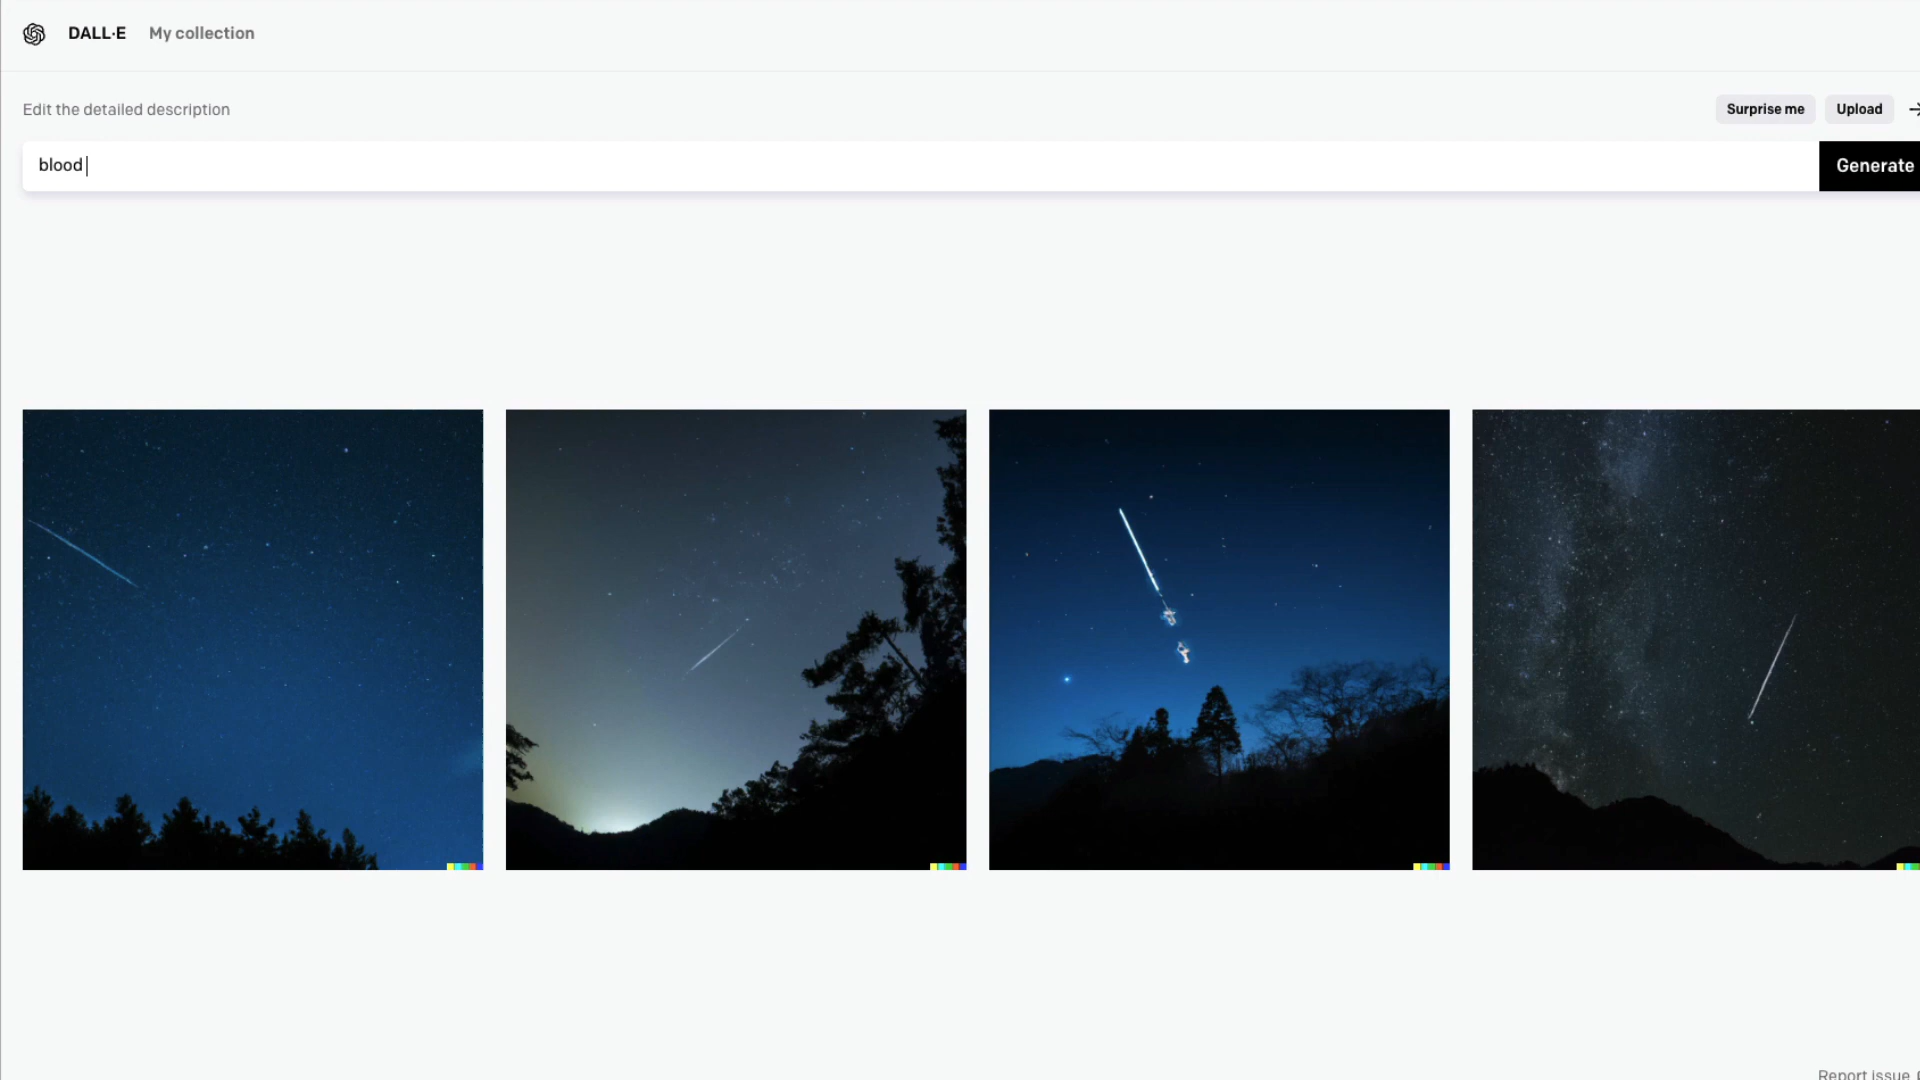 DALL·E My collection
Edit the detailed description
Surprise me Upload
blood
Generate
Report issue